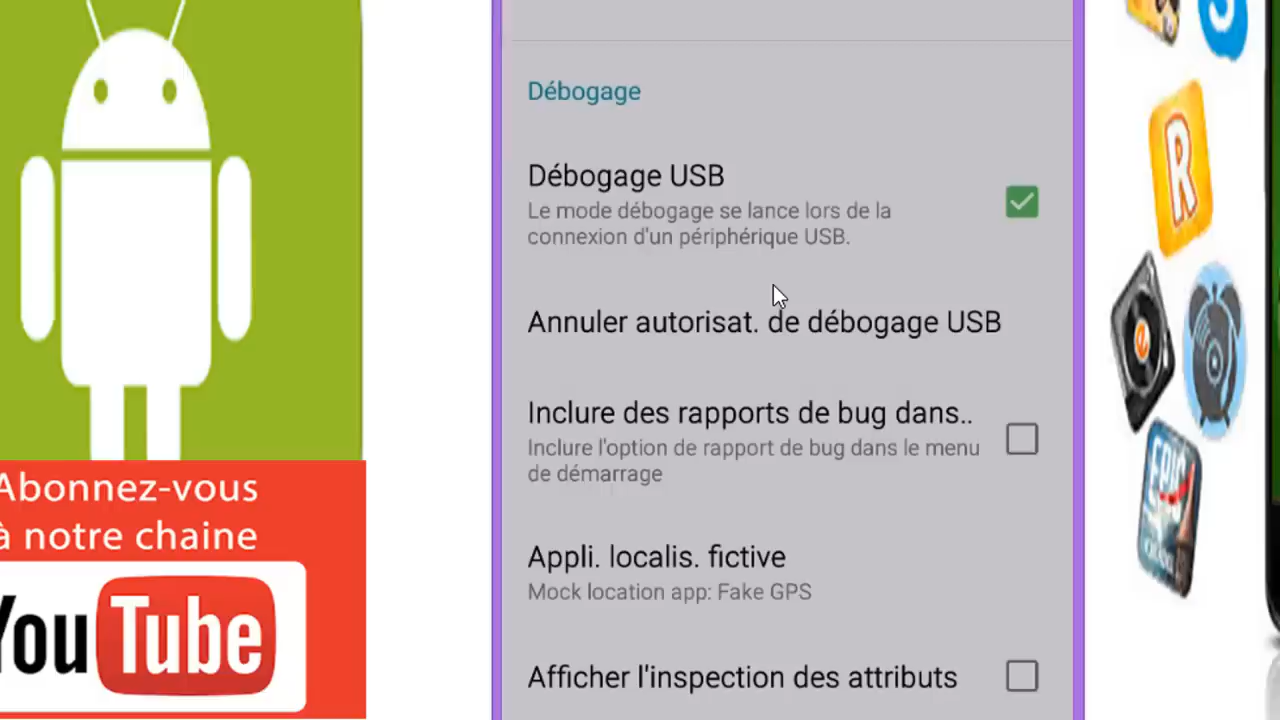 Débogage
Débogage USB
Le mode débogage se lance lors de la
connexion d'un périphérique USB.
Annuler autorisat. de débogage USB
Inclure des rapports de bug dans..
Inclure l'option de rapport de bug dans le menu
de démarrage
Appli. localis. fictive
Mock location app: Fake GPS
Afficher l'inspection des attributs
Abonnez-vous
à notre chaine
YouTube
R
e